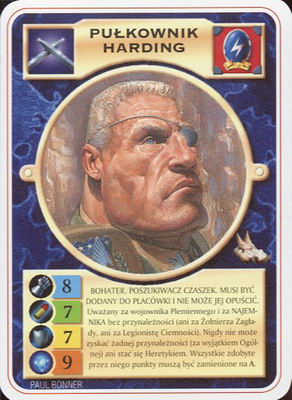 PUŁKOWNIK
HARDING
8
7
7
9
BOHATER. POSZUKIWACZ CZASZEK. MUSI BYĆ
DODANY DO PLACÓWKI I NIE MOŻE JEJ OPUŚCIĆ.
Uważany za wojownika Plemiennego i za NAJEM-
NIKA bez przynależności (ani za Żołnierza Zagła-
dy, ani za Legionistę Ciemności). Nigdy nie może
zyskać żadnej przynależności (za wyjątkiem Ogól-
nej) ani stać się Heretykiem. Wszystkie zdobyte
przez niego punkty muszą być zamienione na A.
PAUL BONNER